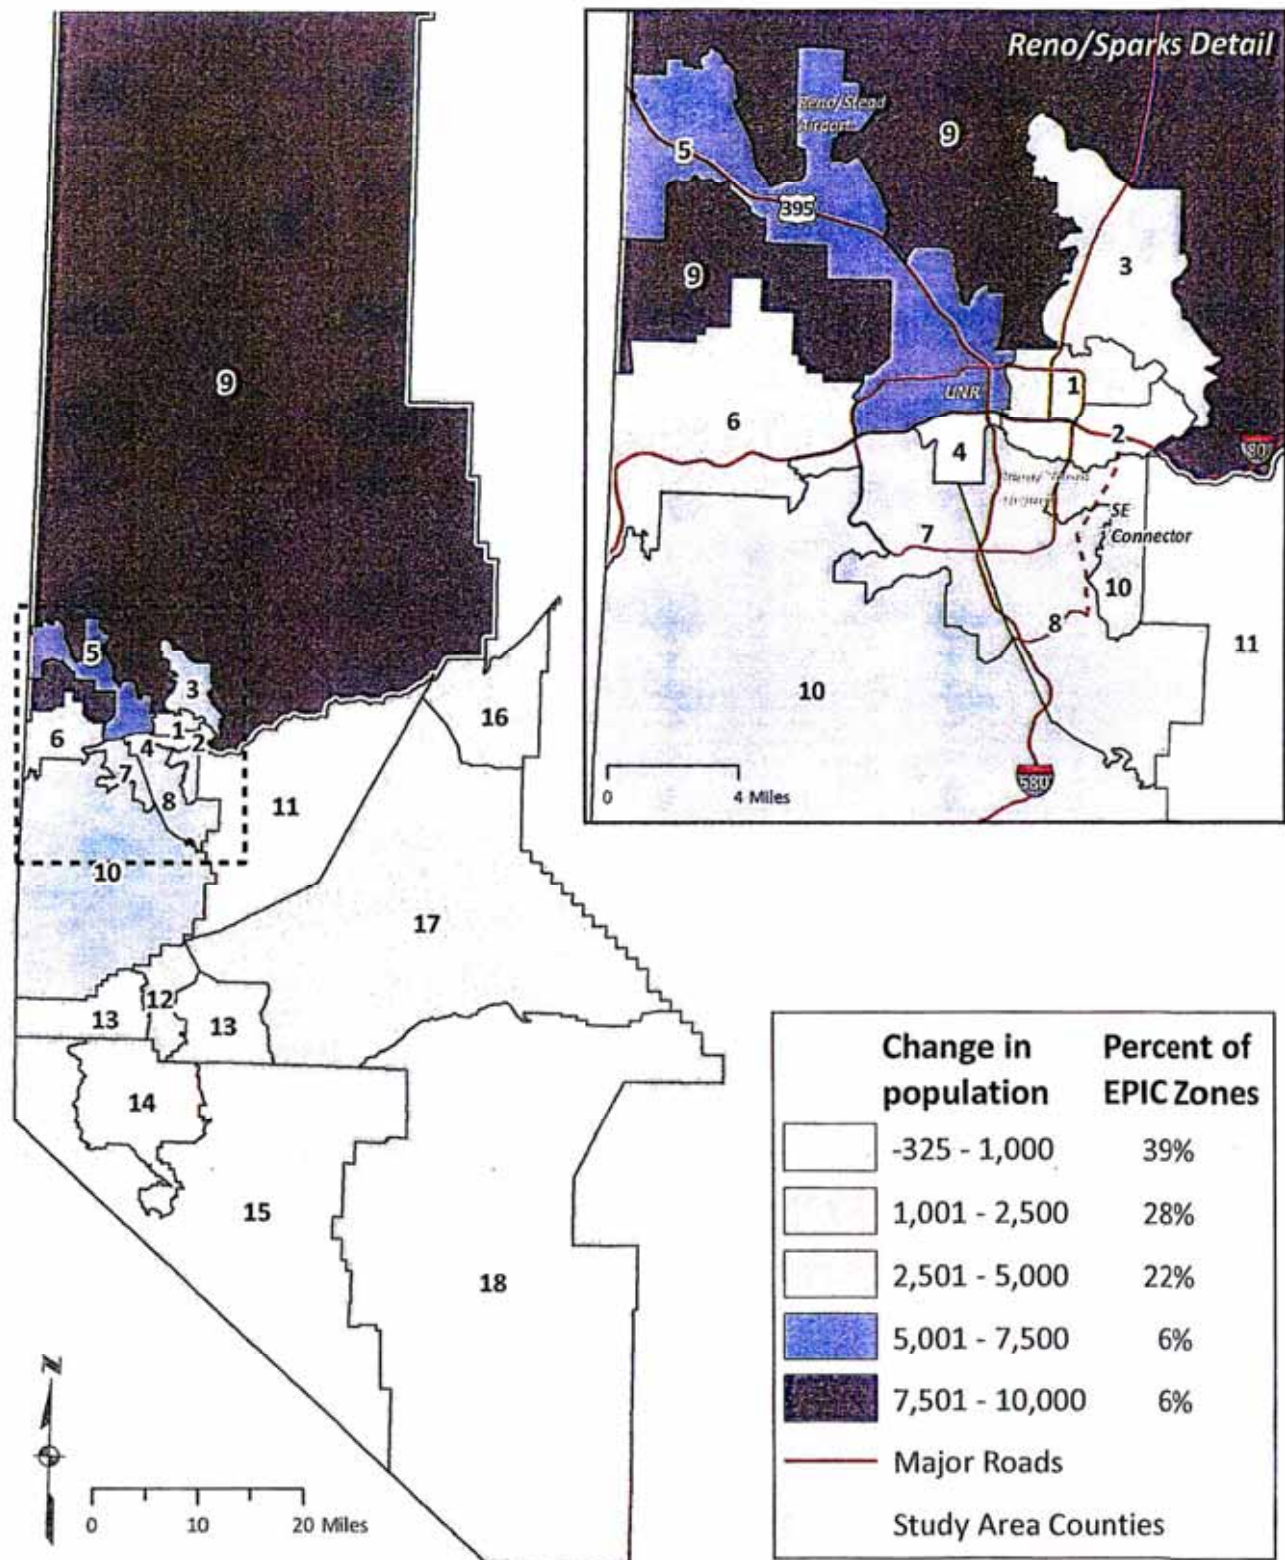 Reno/Sparks Detail
Reno/Stead
Airport
5
9
395
9
3
UNR
1
6
2
4
80
SE
Connector
7
10
8
11
10
580
0
4 Miles
9
5
3
16
1
6
4
2
7
8
11
10
17
12
13
13
14
15
18
N
0
10
20 Miles
Change in population
Percent of EPIC Zones
-325 - 1,000 39%
1,001 - 2,500 28%
2,501 - 5,000 22%
5,001 - 7,500 6%
7,501 - 10,000 6%
Major Roads
Study Area Counties